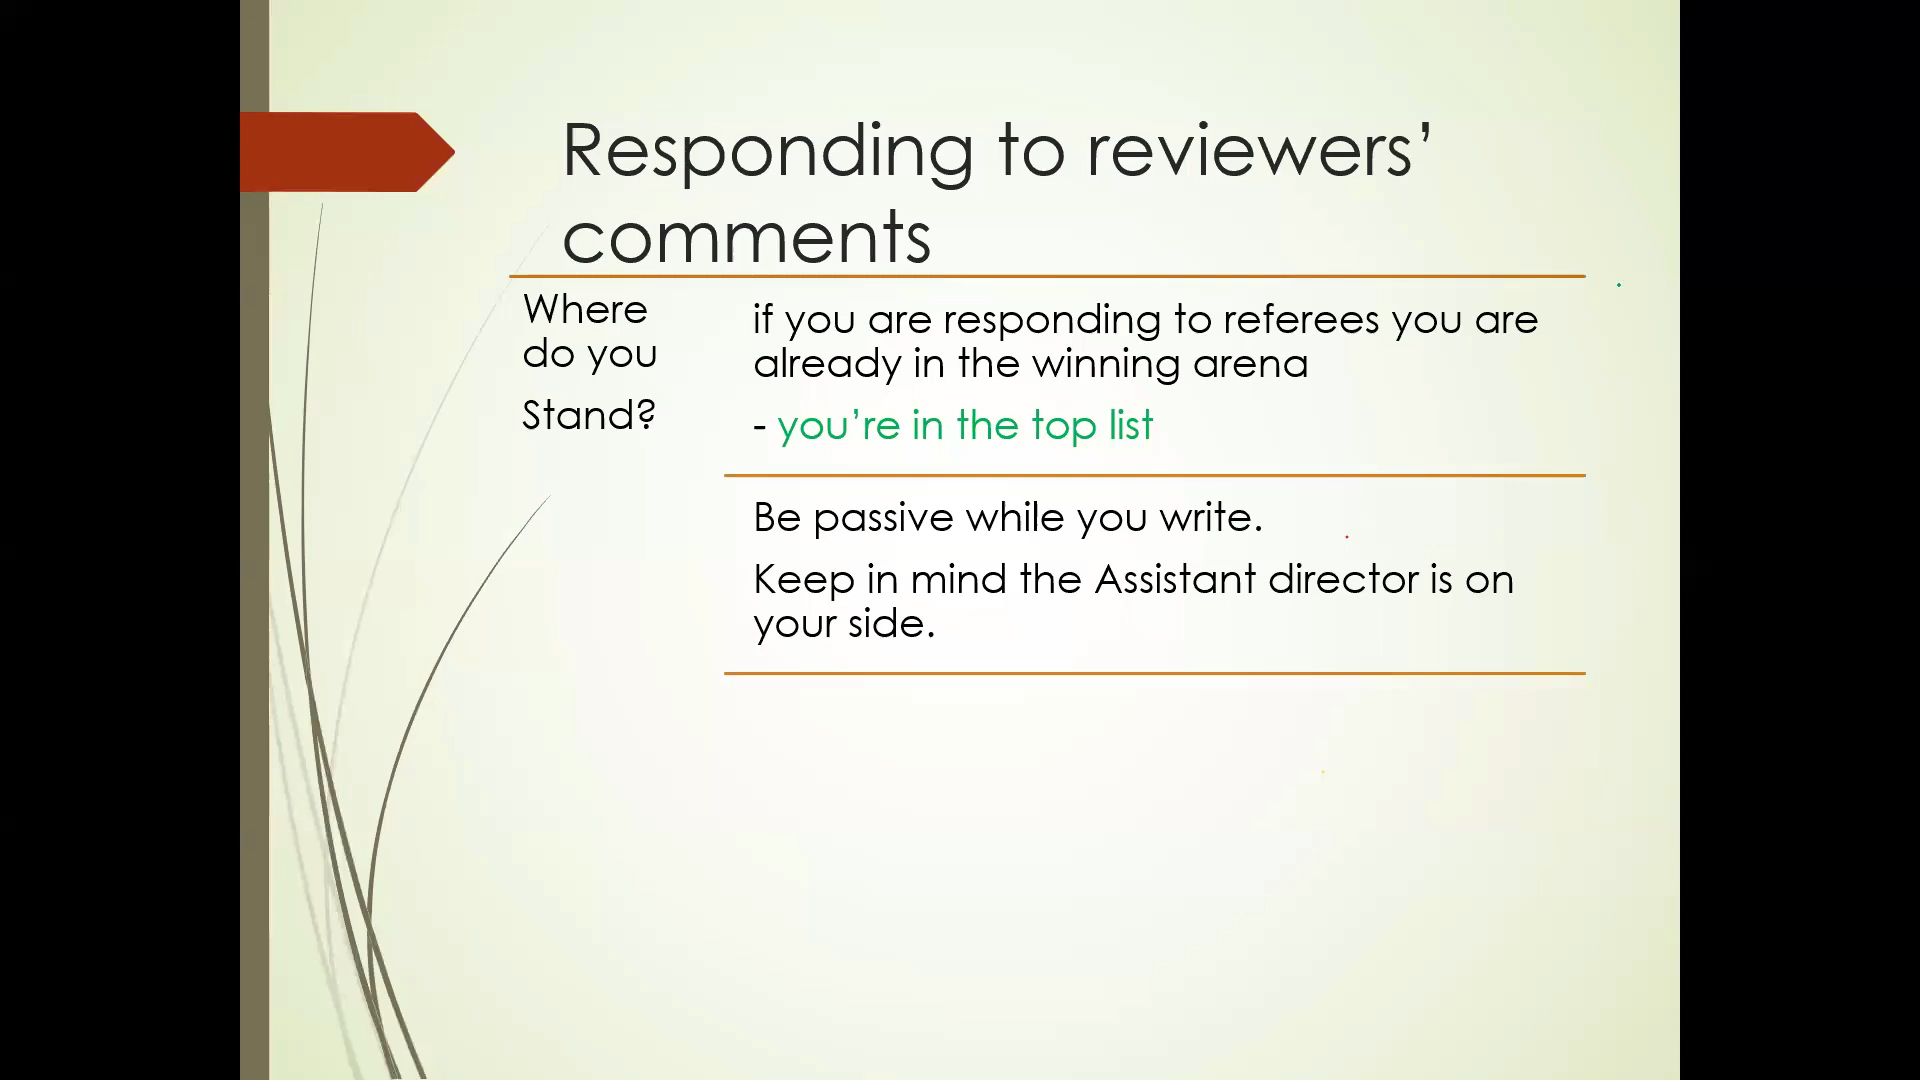 Responding to reviewers’
comments
Where
do you
Stand?
if you are responding to referees you are
already in the winning arena
- you’re in the top list
Be passive while you write.
Keep in mind the Assistant director is on
your side.